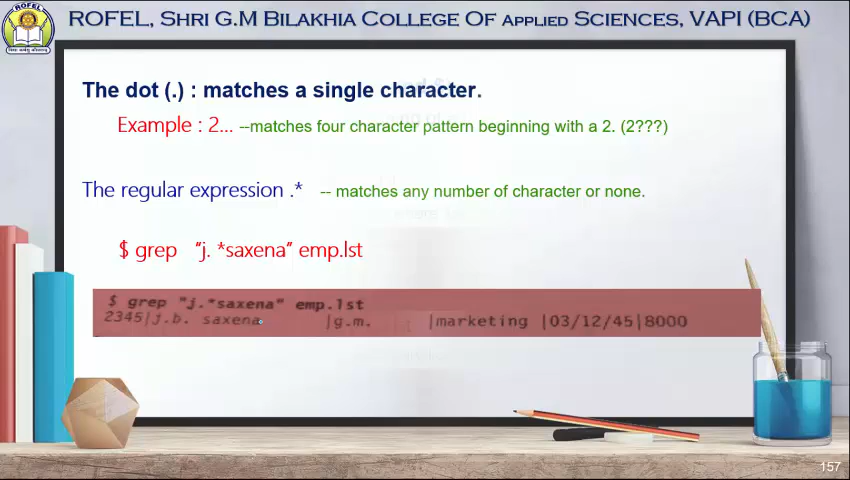 ROFEL, SHRI G.M BILAKHIA COLLEGE OF APPLIED SCIENCES, VAPI (BCA)
ROFEL
The dot (.) : matches a single character.
Example : 2... --matches four character pattern beginning with a 2. (2???)
The regular expression .* -- matches any number of character or none.
$ grep “j. *saxena” emp.lst
$ grep "j.*saxena" emp.lst
2345|j.b. saxena |g.m. |marketing |03/12/45|8000
157